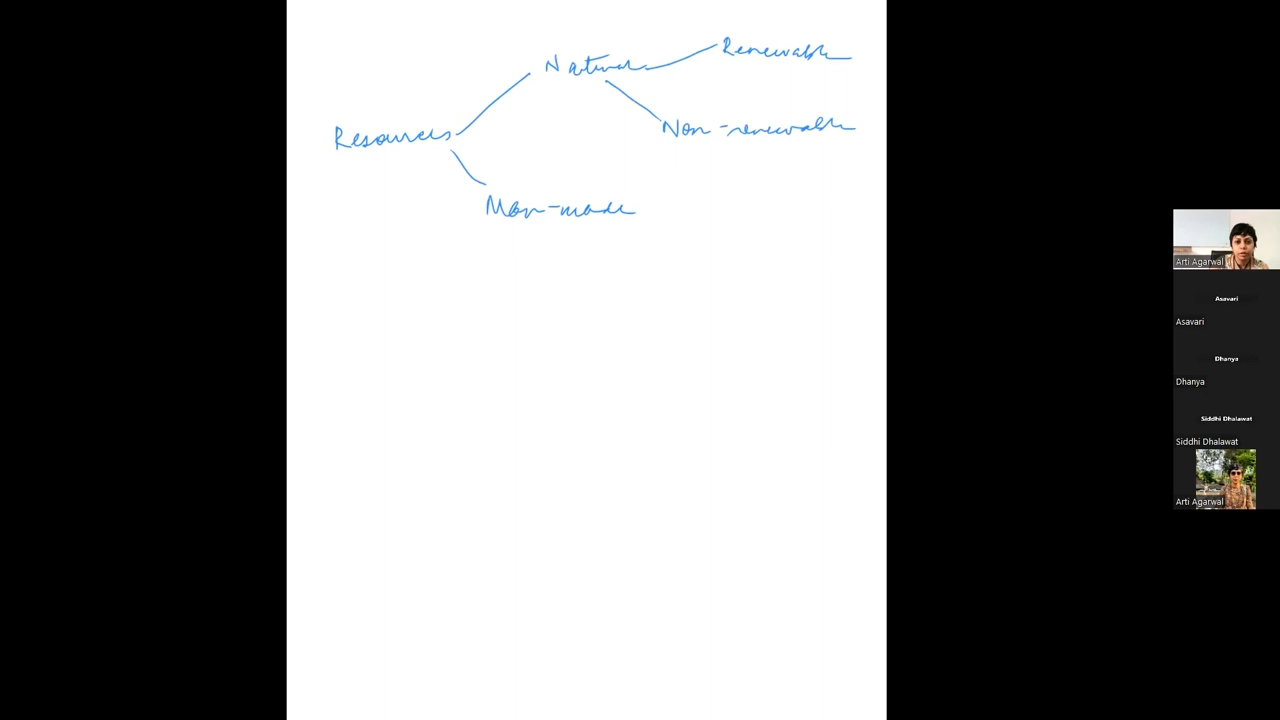 Renewable
Natural
Non-renewable
Resources
Man-made
Arti Agarwal
Asavari
Asavari
Dhanya
Dhanya
Siddhi Dhalawat
Siddhi Dhalawat
Arti Agarwal